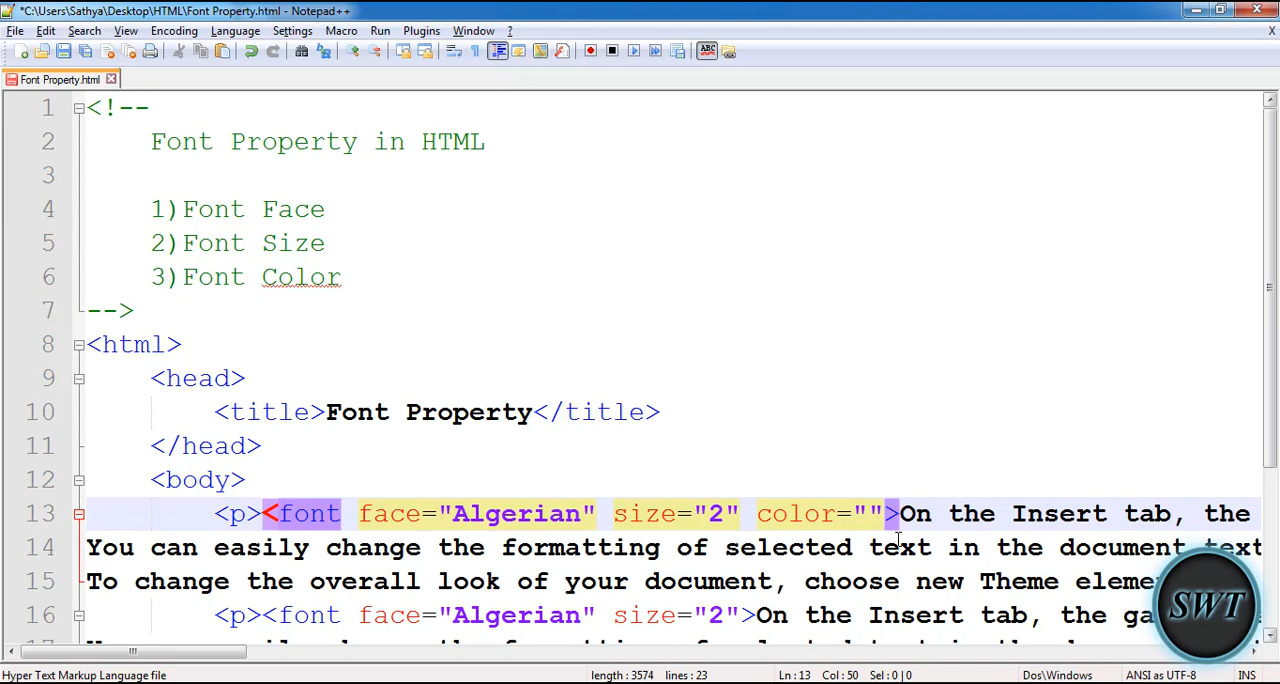 *C:\Users\Sathya\Desktop\HTML\Font Property.html - Notepad++
File Edit Search View Encoding Language Settings Macro Run Plugins Window ? X
ABC
Font Property.html
1 <!--
2 Font Property in HTML
3
4 1)Font Face
5 2)Font Size
6 3)Font Color
7 -->
8 <html>
9 <head>
10 <title>Font Property</title>
11 </head>
12 <body>
13 <p><font face="Algerian" size="2" color="">On the Insert tab, the
14 You can easily change the formatting of selected text in the document text
15 To change the overall look of your document, choose new Theme
16 <p><font face="Algerian" size="2">On the Insert tab, the
17
SWT
Hyper Text Markup Language file length : 3574 lines : 23 Ln : 13 Col : 50 Sel : 0 | 0 Dos\Windows ANSI as UTF-8 INS